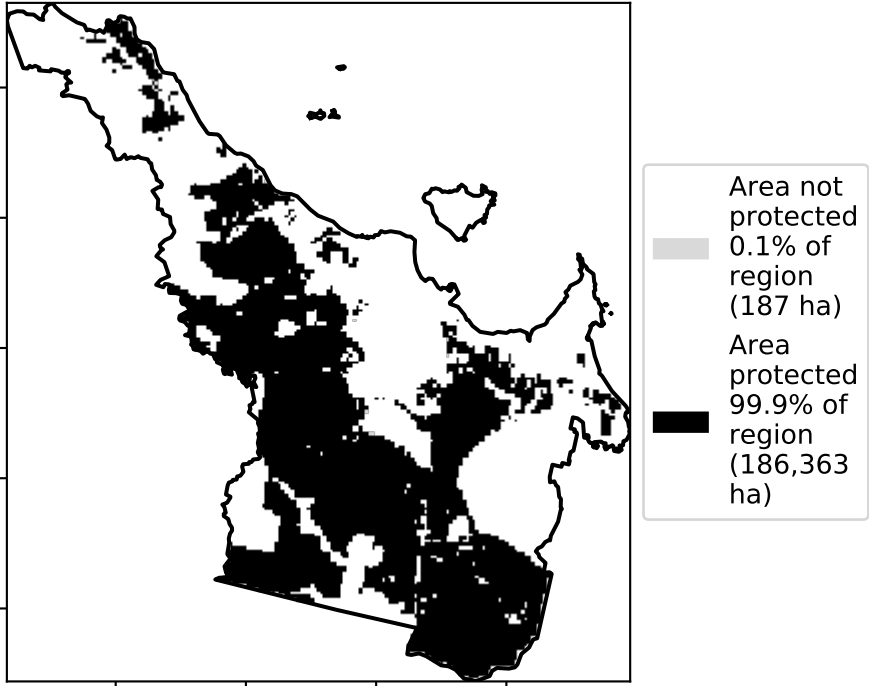 Area not
protected
0.1% of
region
(187 ha)
Area
protected
99.9% of
region
(186,363
ha)